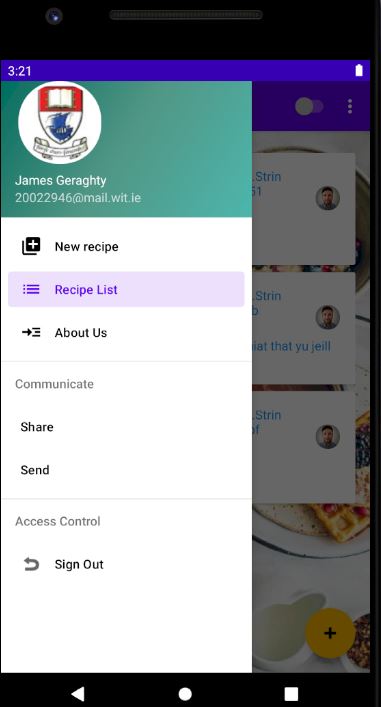 3:21
James Geraghty
20022946@mail.wit.ie
New recipe
Recipe List
About Us
Communicate
Share
Send
Access Control
Sign Out
.Strin
51
.Strin
b
iat that yu jeill
.Strin
of
+